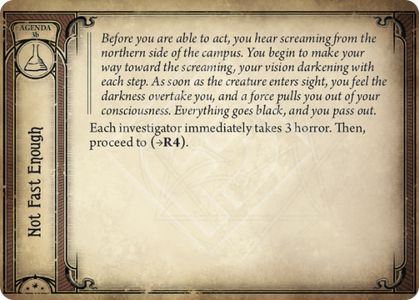 AGENDA
3b
Not Fast Enough
Before you are able to act, you hear screaming from the
northern side of the campus. You begin to make your
way toward the screaming, your vision darkening with
each step. As soon as the creature enters sight, you feel the
darkness overtake you, and a force pulls you out of your
consciousness. Everything goes black, and you pass out.
Each investigator immediately takes 3 horror. Then,
proceed to (→R4).